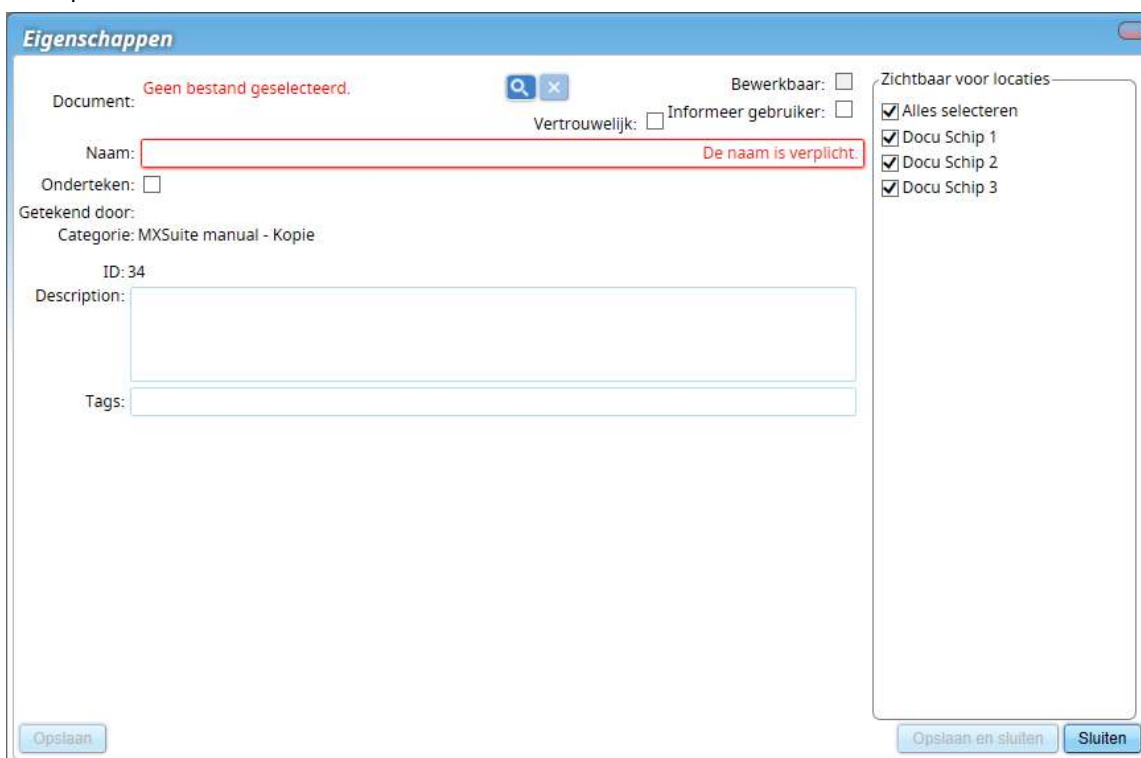 Eigenschappen
Document: Geen bestand geselecteerd.
Bewerkbaar:
Vertrouwelijk:
Informeer gebruiker:
Naam: De naam is verplicht.
Onderteken:
Getekend door:
Categorie: MXSuite manual - Kopie
ID: 34
Description:
Tags:
Zichtbaar voor locaties
Alles selecteren
Docu Schip 1
Docu Schip 2
Docu Schip 3
Opslaan
Opslaan en sluiten
Sluiten